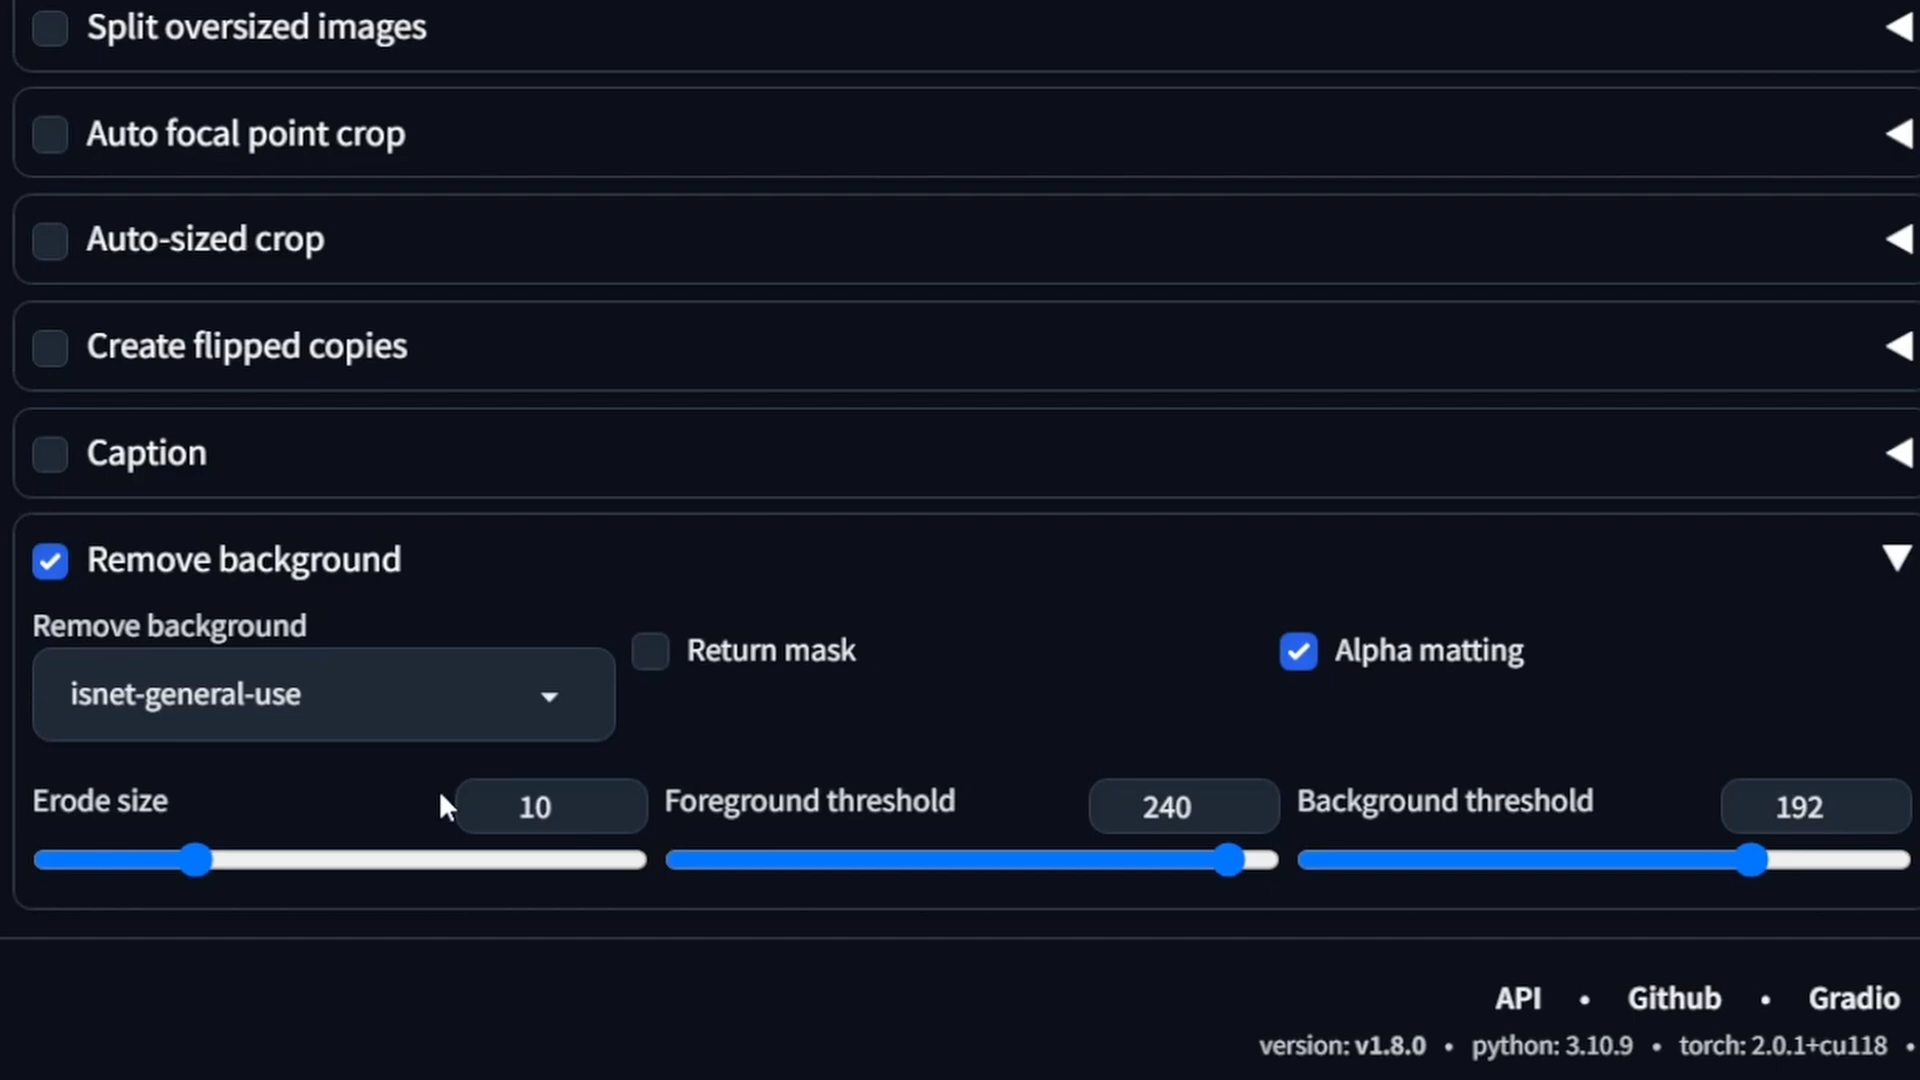 Split oversized images
Auto focal point crop
Auto-sized crop
Create flipped copies
Caption
Remove background
Remove background
isnet-general-use
Return mask
Alpha matting
Erode size
10
Foreground threshold
240
Background threshold
192
API • Github • Gradio
version: v1.8.0 • python: 3.10.9 • torch: 2.0.1+cu118 •